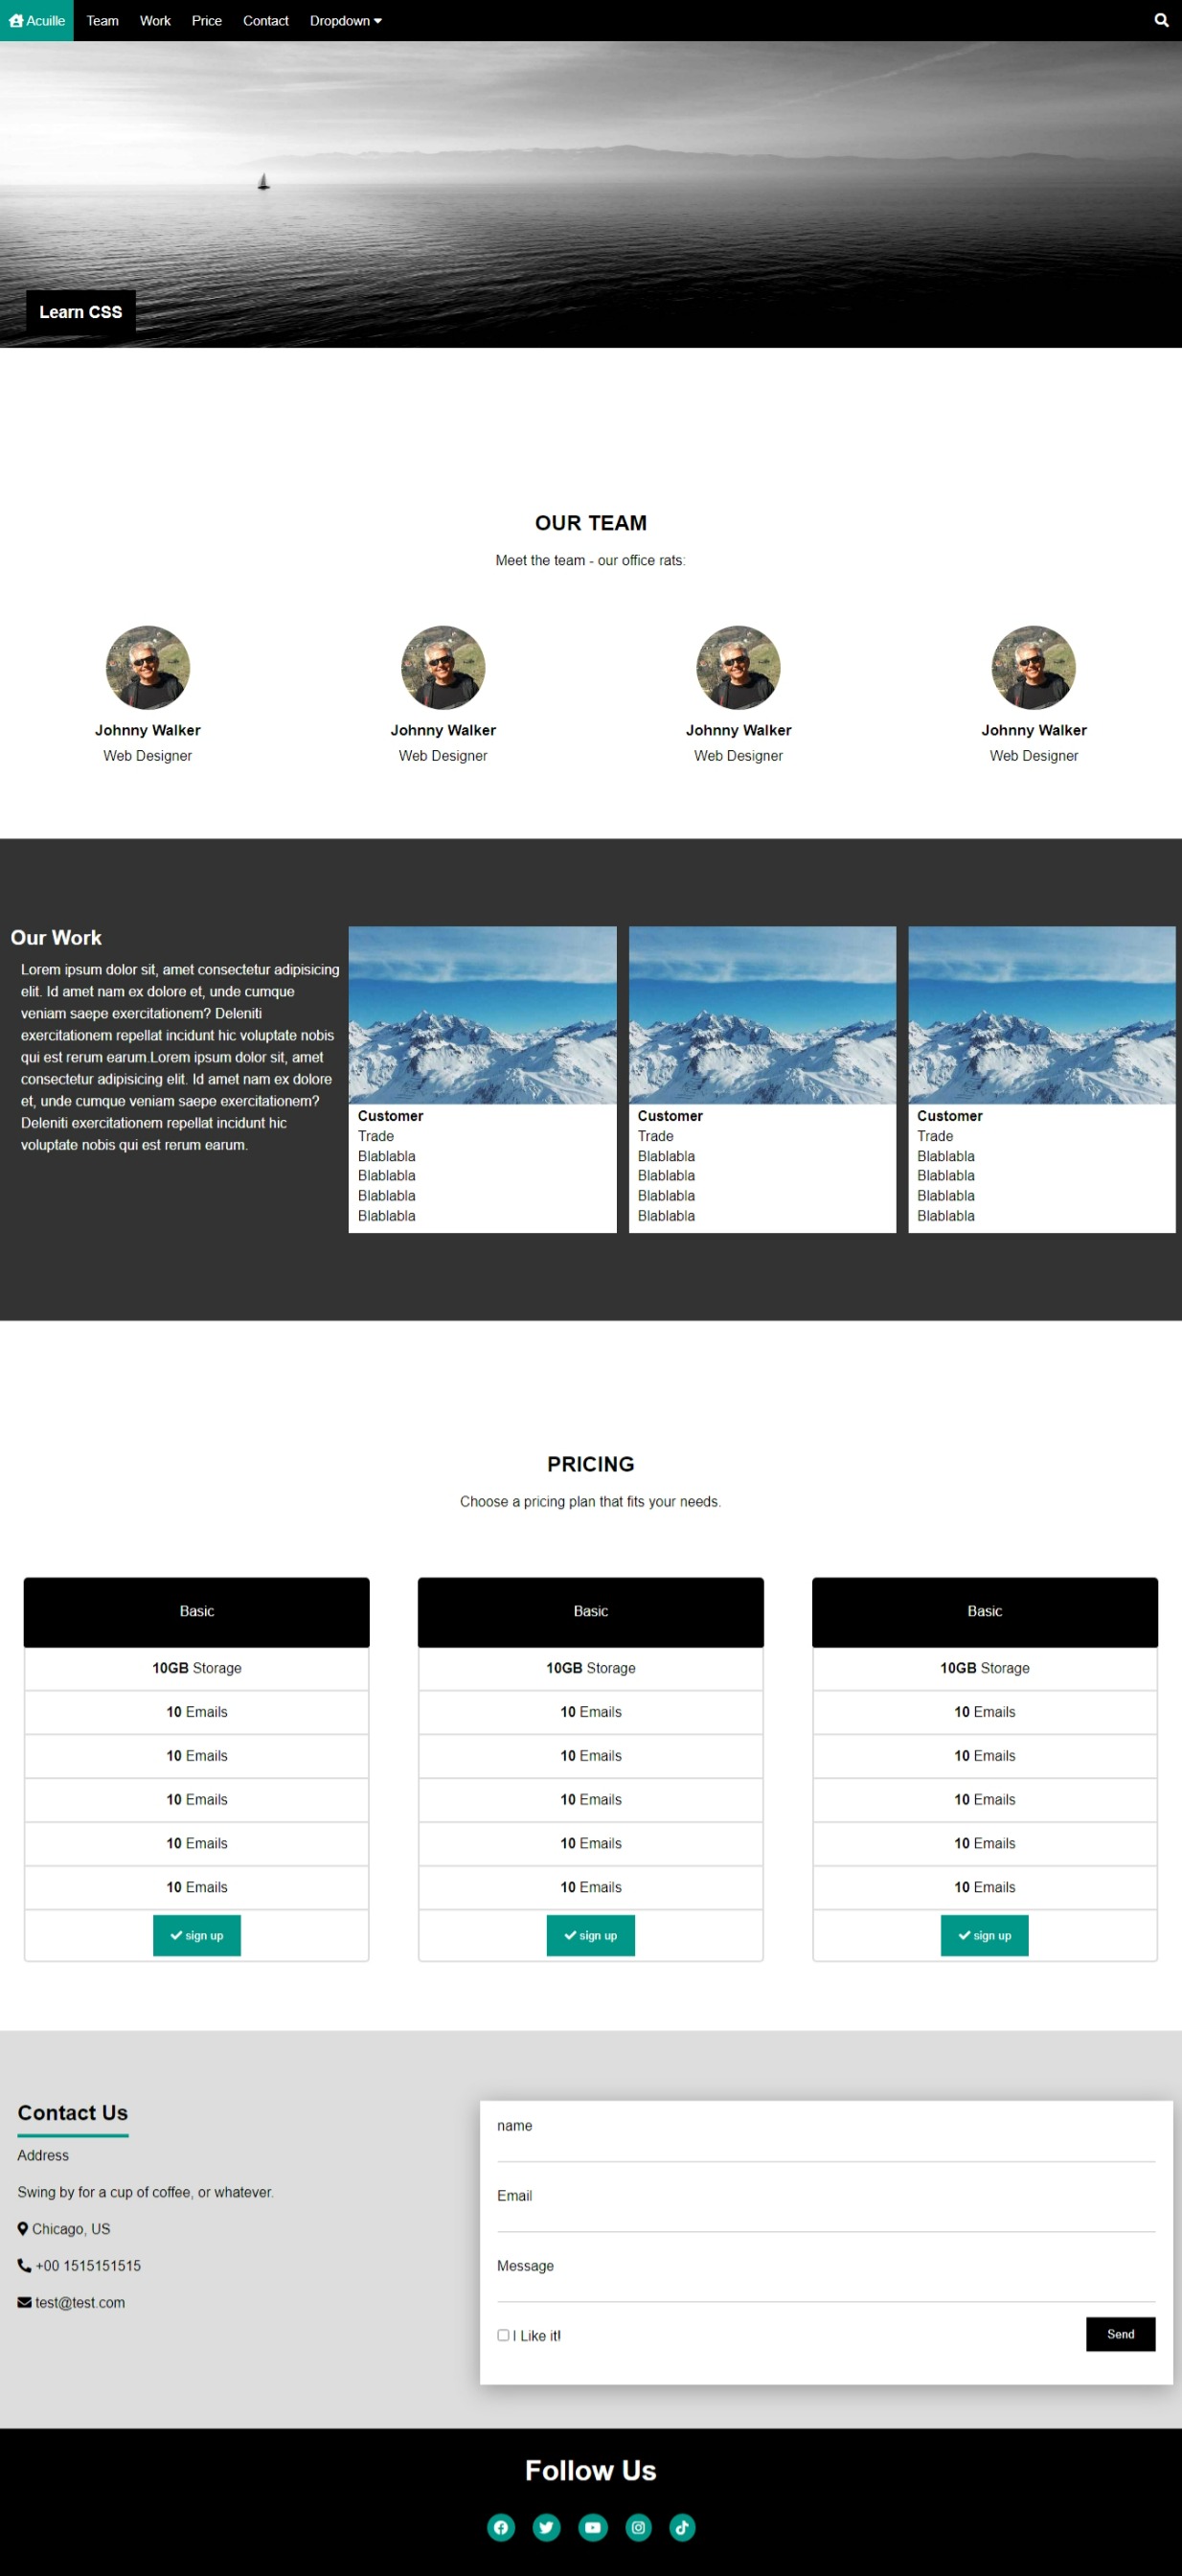 Acuille Team Work Price Contact Dropdown
Learn CSS
OUR TEAM
Meet the team - our office rats:
Johnny Walker Johnny Walker Johnny Walker Johnny Walker
Web Designer Web Designer Web Designer Web Designer
Our Work
Lorem ipsum dolor sit, amet consectetur adipisicing
elit. Id amet nam ex dolore et, unde cumque
veniam saepe exercitationem? Deleniti
exercitationem repellat incidunt hic voluptate nobis
qui est rerum earum.Lorem ipsum dolor sit, amet
consectetur adipisicing elit. Id amet nam ex dolore
et, unde cumque veniam saepe exercitationem?
Deleniti exercitationem repellat incidunt hic
voluptate nobis qui est rerum earum.
Customer Customer Customer
Trade Trade Trade
Blablabla Blablabla Blablabla
Blablabla Blablabla Blablabla
Blablabla Blablabla Blablabla
Blablabla Blablabla Blablabla
PRICING
Choose a pricing plan that fits your needs.
Basic Basic Basic
10GB Storage 10GB Storage 10GB Storage
10 Emails 10 Emails 10 Emails
10 Emails 10 Emails 10 Emails
10 Emails 10 Emails 10 Emails
10 Emails 10 Emails 10 Emails
10 Emails 10 Emails 10 Emails
sign up sign up sign up
Contact Us
Address
Swing by for a cup of coffee, or whatever.
Chicago, US
+00 1515151515
test@test.com
name
Email
Message
I Like it!
Send
Follow Us